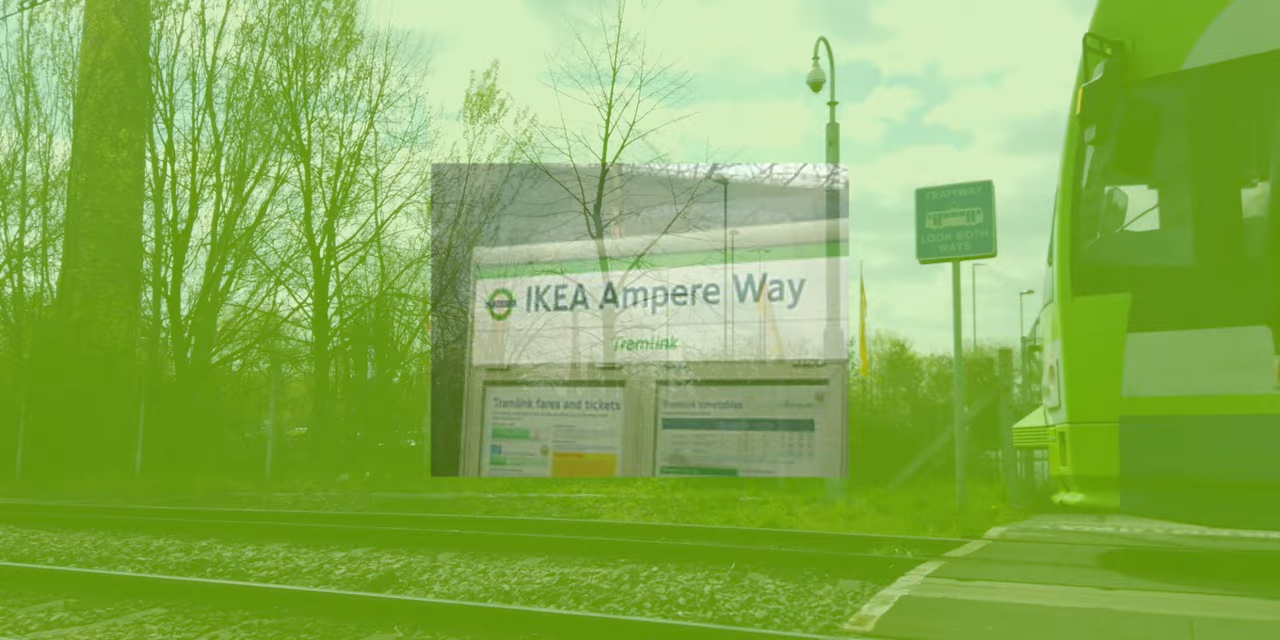 IKEA Ampere Way
Tramlink
Tramlink fares and tickets
Tramlink timetables
TRAMWAY
LOOK BOTH
WAYS